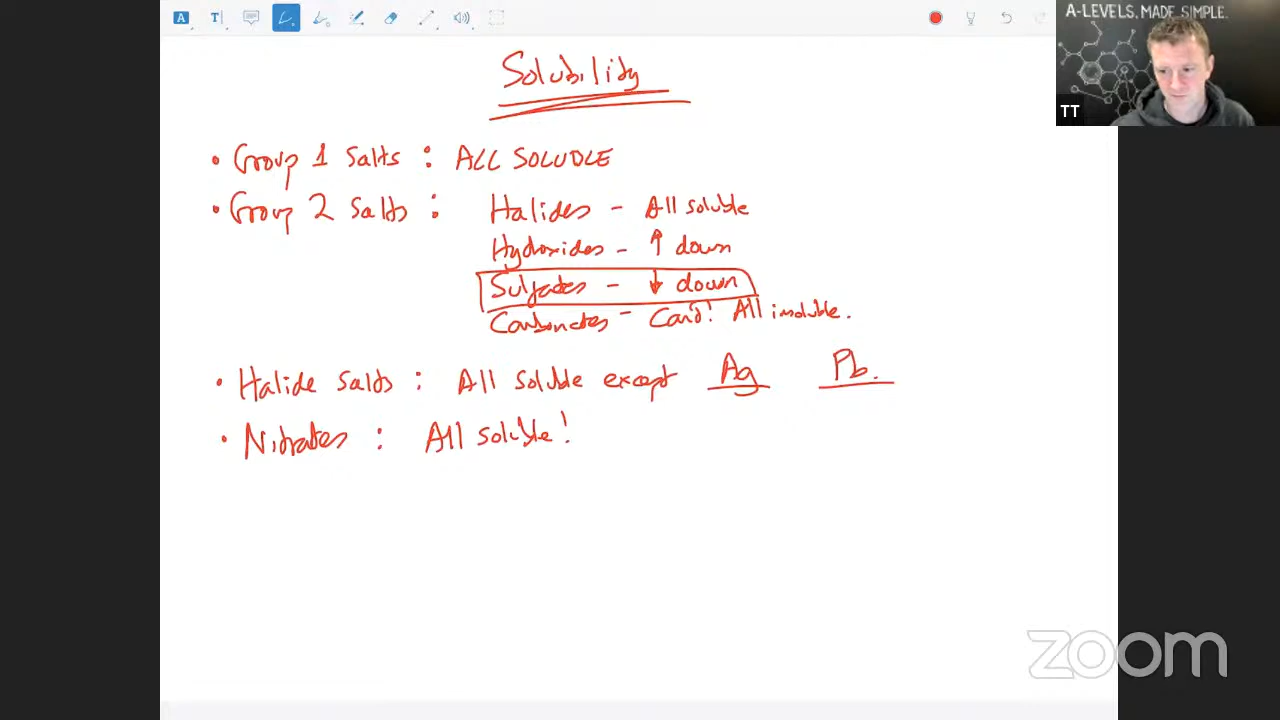 A-LEVELS. MADE SIMPLE.
TT
Solubility
• Group 1 Salts : ALL SOLUBLE
• Group 2 Salts : Halides - All soluble
Hydroxides - ↑ down
Sulfates - ↓ down
Carbonates - All insoluble.
• Halide salts : All soluble except Ag Pb.
• Nitrates : All soluble!
zoom